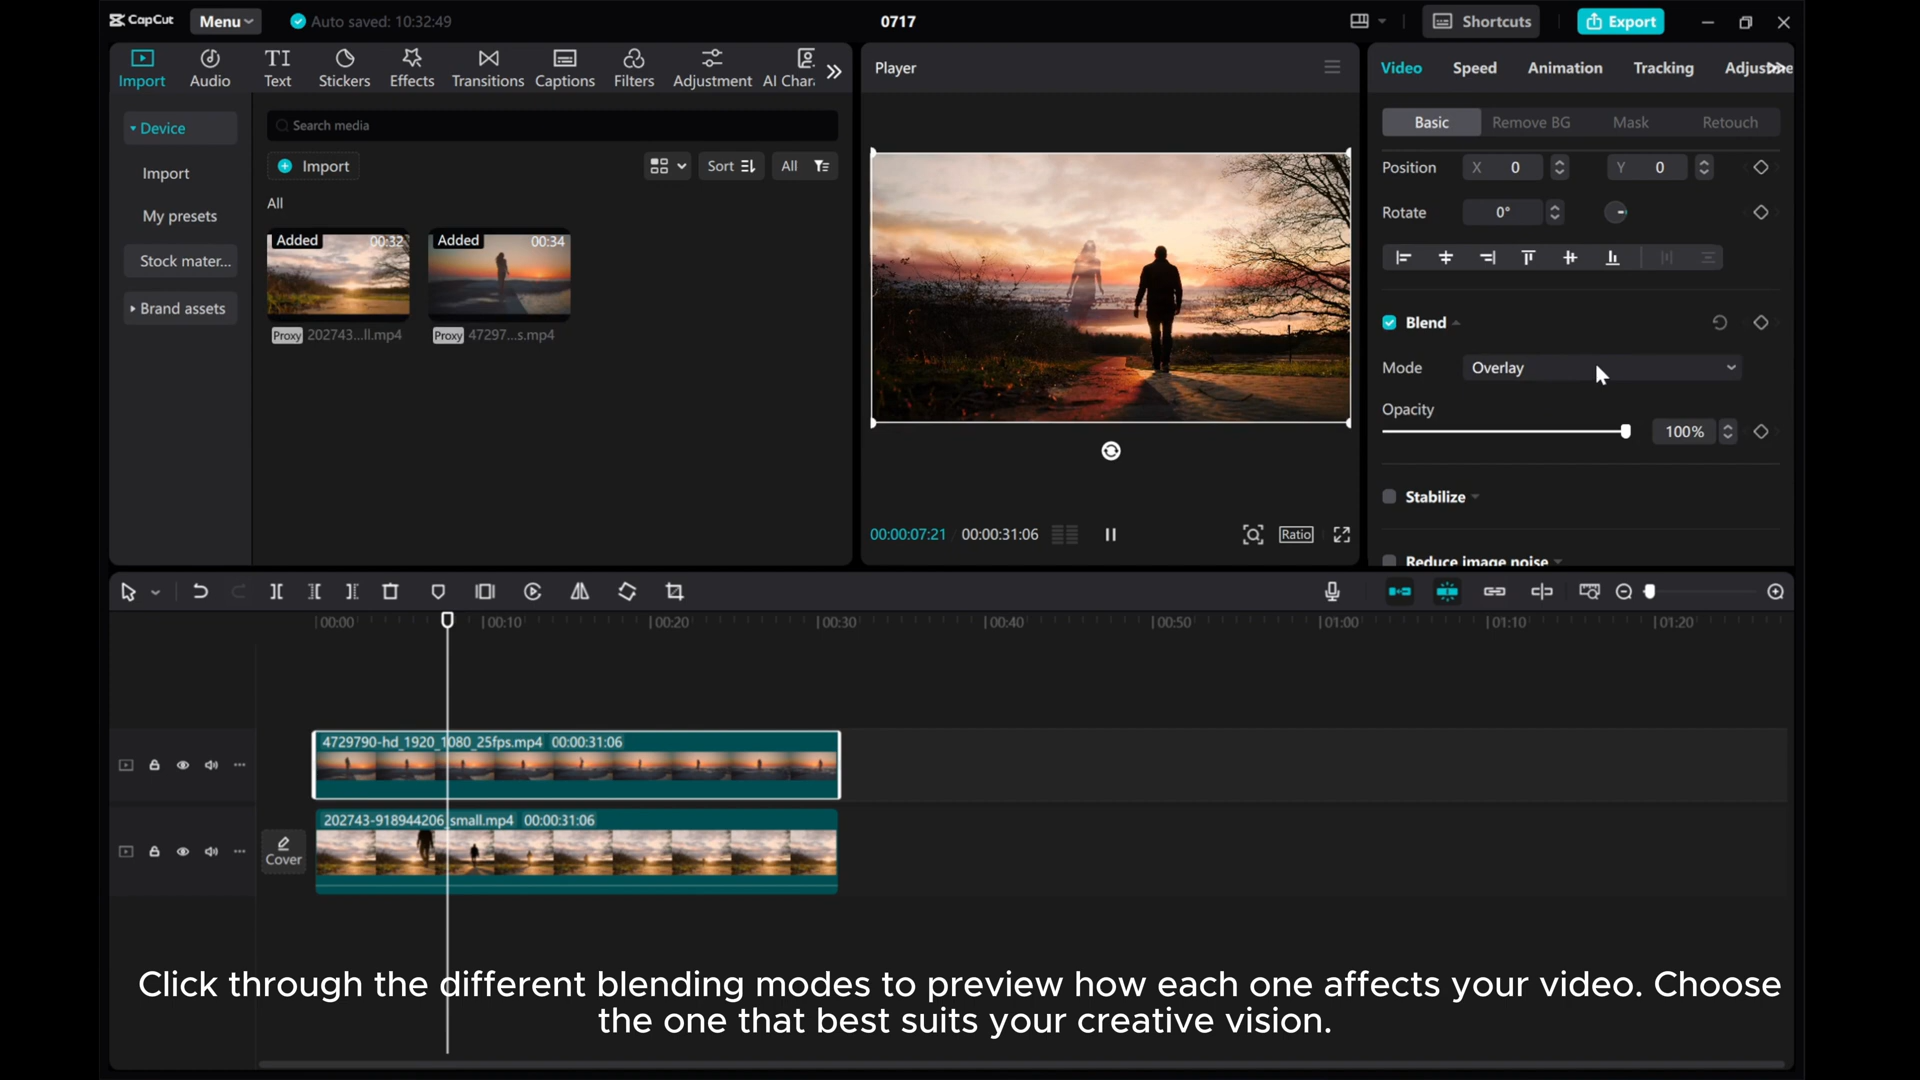 CapCut
Menu
Auto saved: 10:32:49
0717
Shortcuts
Export
Import
Audio
Text
Stickers
Effects
Transitions
Captions
Filters
Adjustment
AI Char
Player
Video
Speed
Animation
Tracking
Adjustme
Device
Import
My presets
Stock mater...
Brand assets
Search media
Import
Sort
All
All
Added
00:32
Added
00:34
Proxy 202743...ll.mp4
Proxy 47297...s.mp4
00:00:07:21
00:00:31:06
Ratio
Basic
Remove BG
Mask
Retouch
Position
X 0
Y 0
Rotate
0°
Blend
Mode
Overlay
Opacity
100%
Stabilize
Reduce image noise
00:00
00:10
00:20
00:30
00:40
00:50
01:00
01:10
01:20
4729790-hd_1920_1080_25fps.mp4 00:00:31:06
202743-918944206_small.mp4 00:00:31:06
Cover
Click through the different blending modes to preview how each one affects your video. Choose
the one that best suits your creative vision.